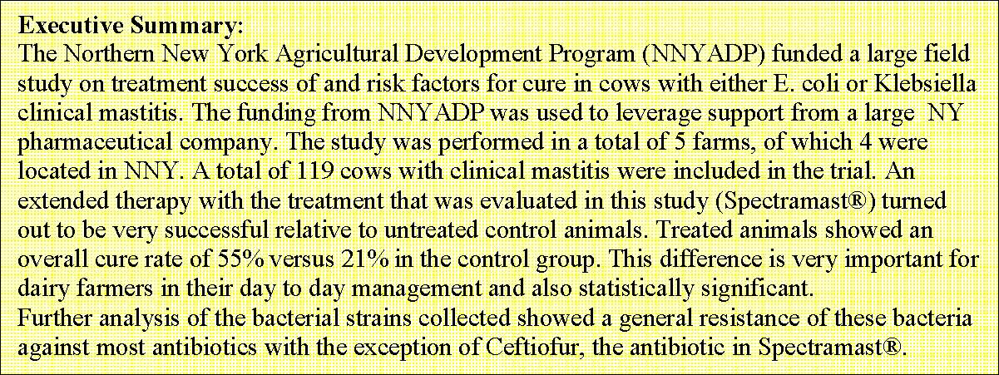 Executive Summary:
The Northern New York Agricultural Development Program (NNYADP) funded a large field
study on treatment success of and risk factors for cure in cows with either E. coli or Klebsiella
clinical mastitis. The funding from NNYADP was used to leverage support from a large NY
pharmaceutical company. The study was performed in a total of 5 farms, of which 4 were
located in NNY. A total of 119 cows with clinical mastitis were included in the trial. An
extended therapy with the treatment that was evaluated in this study (Spectramast®) turned
out to be very successful relative to untreated control animals. Treated animals showed an
overall cure rate of 55% versus 21% in the control group. This difference is very important for
dairy farmers in their day to day management and also statistically significant.
Further analysis of the bacterial strains collected showed a general resistance of these bacteria
against most antibiotics with the exception of Ceftiofur, the antibiotic in Spectramast®.